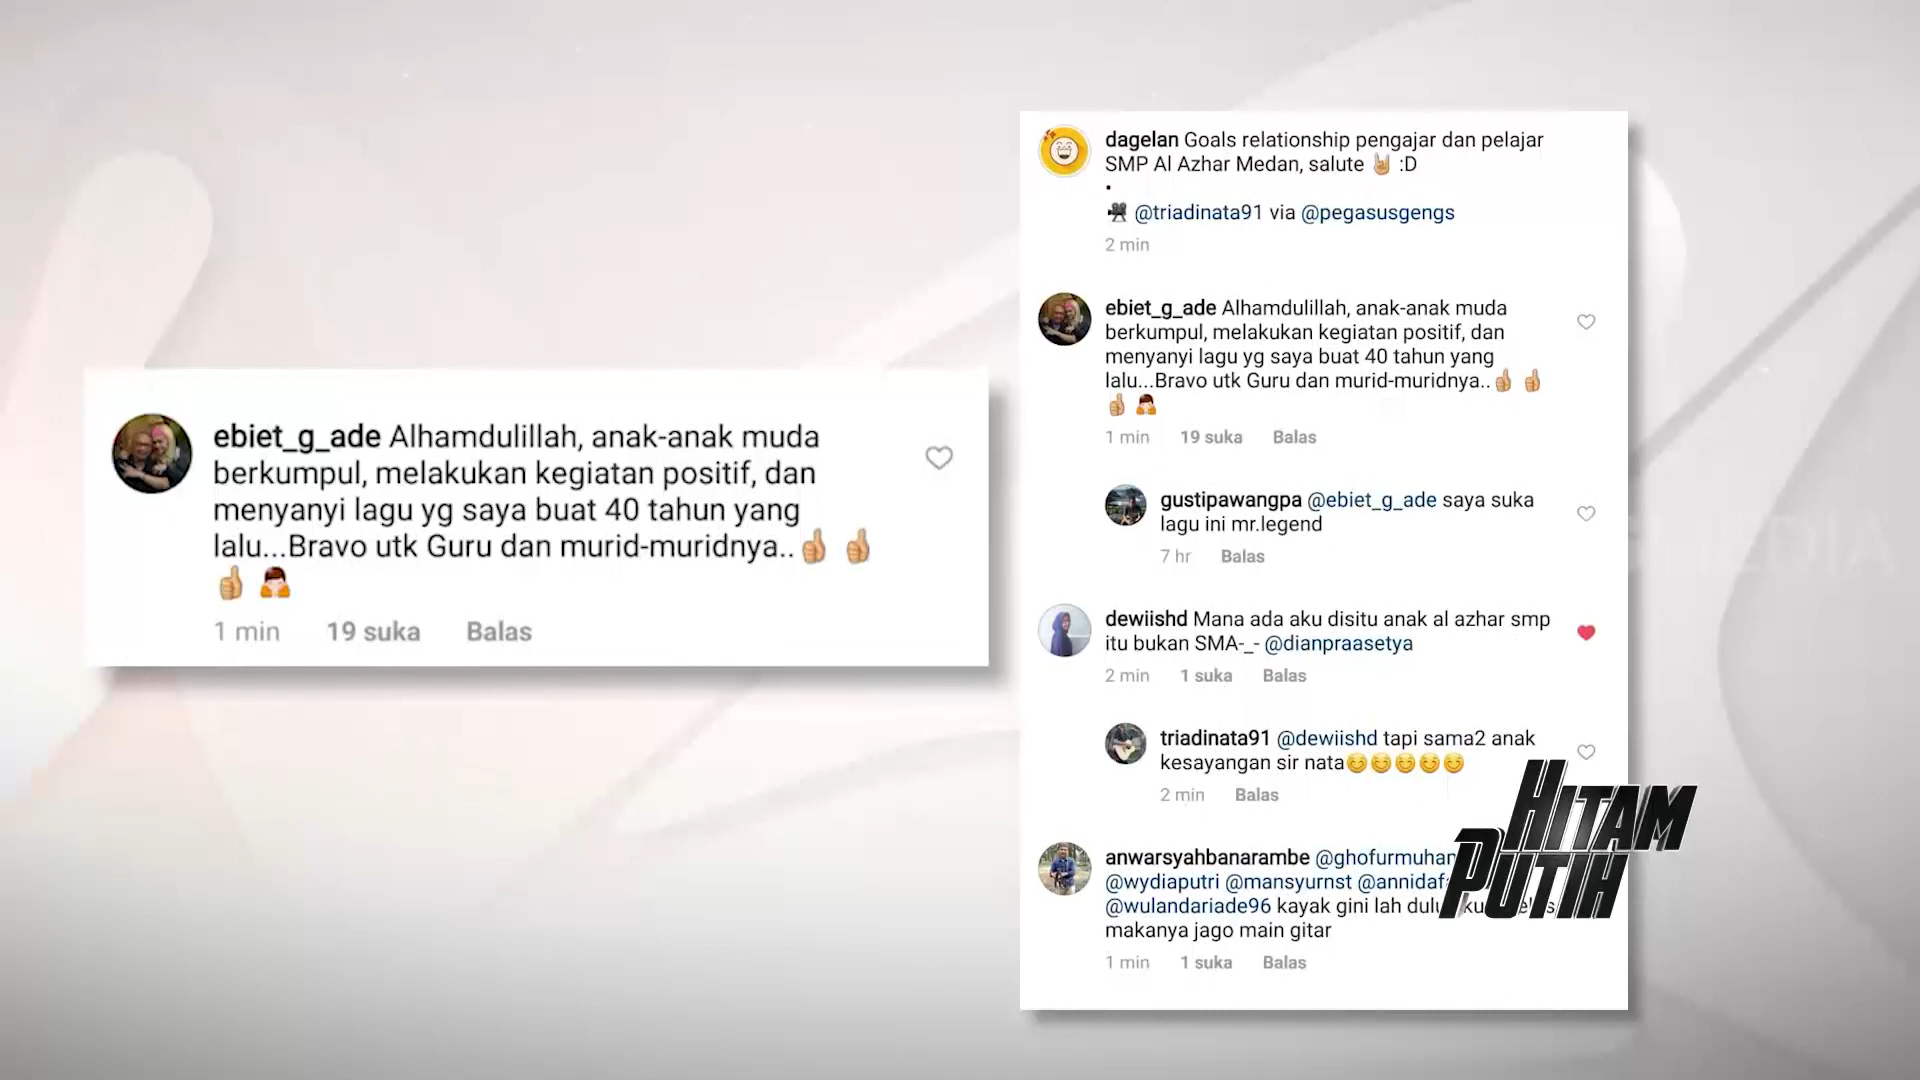 ebiet_g_ade Alhamdulillah, anak-anak muda
berkumpul, melakukan kegiatan positif, dan
menyanyi lagu yg saya buat 40 tahun yang
lalu...Bravo utk Guru dan murid-muridnya..👍 👍
👍 🙇
1 min 19 suka Balas
dagelan Goals relationship pengajar dan pelajar
SMP Al Azhar Medan, salute 🤘 :D
.
🎥 @triadinata91 via @pegasusgengs
2 min
ebiet_g_ade Alhamdulillah, anak-anak muda
berkumpul, melakukan kegiatan positif, dan
menyanyi lagu yg saya buat 40 tahun yang
lalu...Bravo utk Guru dan murid-muridnya..👍 👍
👍 🙇
1 min 19 suka Balas
gustipawangpa @ebiet_g_ade saya suka
lagu ini mr.legend
7 hr Balas
dewiishd Mana ada aku disitu anak al azhar smp
itu bukan SMA-_- @dianpraasetya
2 min 1 suka Balas
triadinata91 @dewiishd tapi sama2 anak
kesayangan sir nata😊😊😊😊😊
2 min Balas
anwarsyahbanarambe
@wydiaputri @mansyurnst
@wulandariade96 kayak gini lah
makanya jago main gitar
1 min 1 suka Balas
HITAM
PUTIH